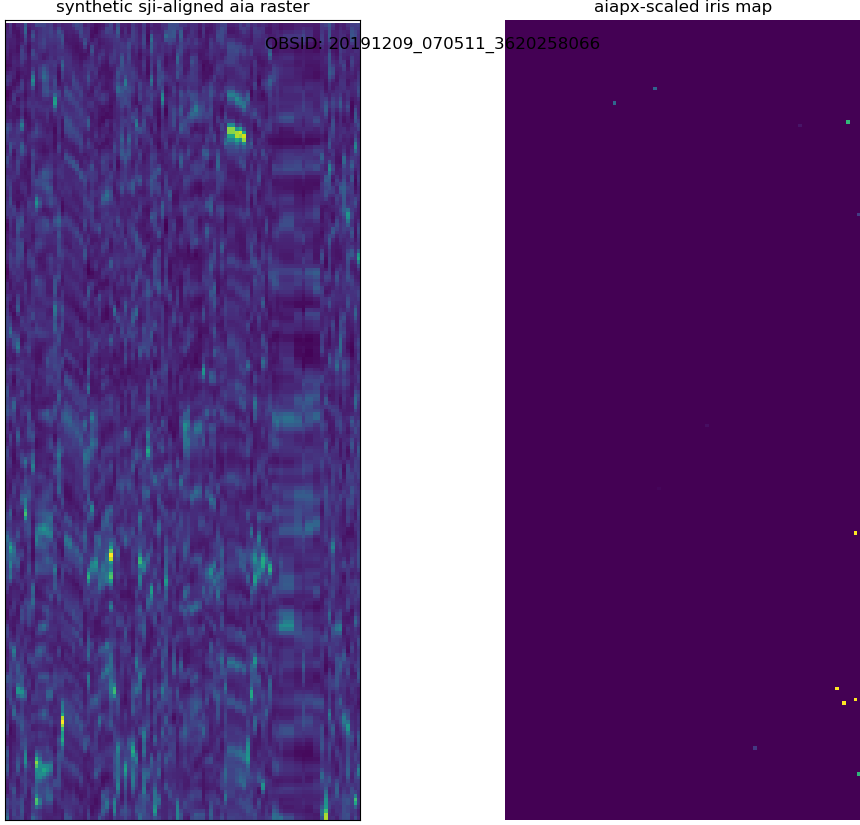 synthetic sji-aligned aia raster
aiapx-scaled iris map
OBSID: 20191209_070511_3620258066